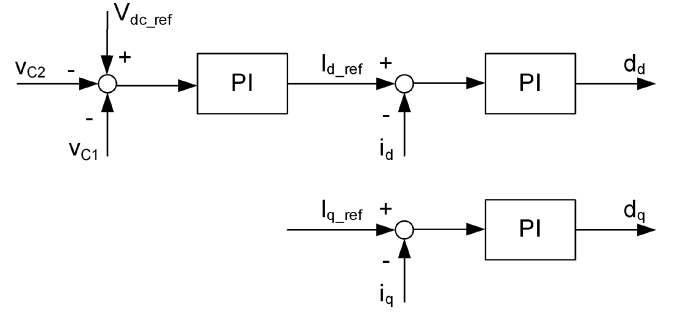 V_dc_ref
v_C2 - + PI I_d_ref + PI d_d
- -
v_C1 i_d
I_q_ref + PI d_q
-
i_q